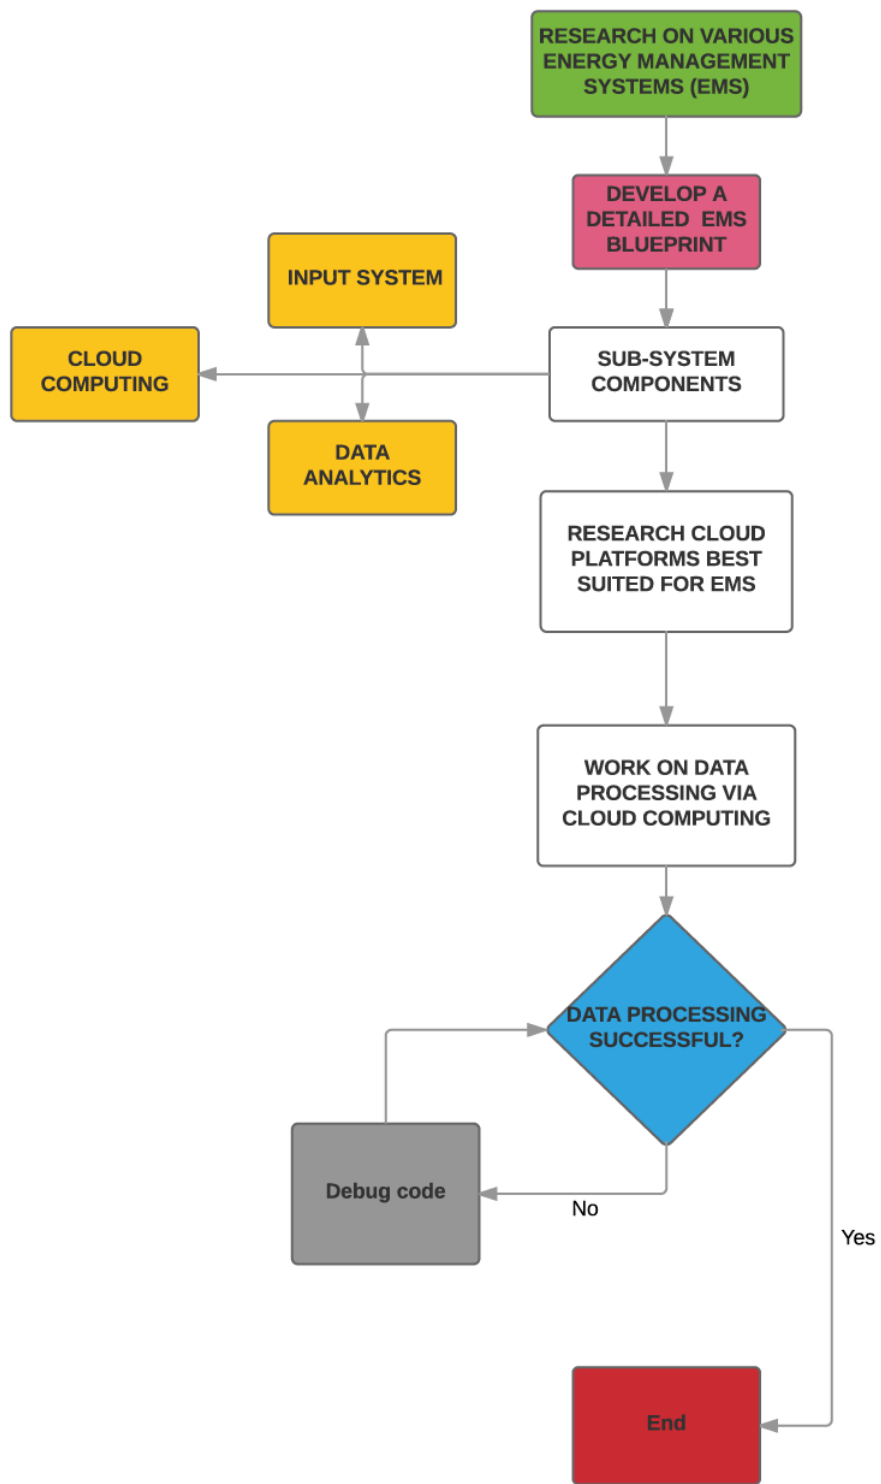 RESEARCH ON VARIOUS
ENERGY MANAGEMENT
SYSTEMS (EMS)
DEVELOP A
DETAILED EMS
BLUEPRINT
INPUT SYSTEM
CLOUD
COMPUTING
SUB-SYSTEM
COMPONENTS
DATA
ANALYTICS
RESEARCH CLOUD
PLATFORMS BEST
SUITED FOR EMS
WORK ON DATA
PROCESSING VIA
CLOUD COMPUTING
DATA PROCESSING
SUCCESSFUL?
Debug code
No
Yes
End